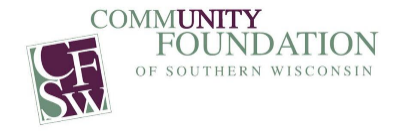 COMMUNITY
FOUNDATION
OF SOUTHERN WISCONSIN
CF
SW